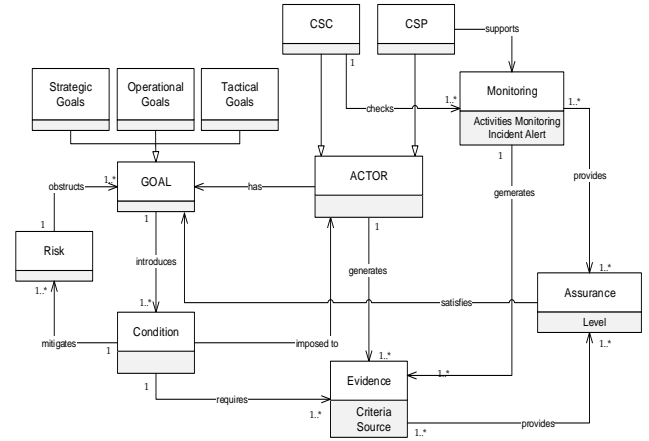 CSC
CSP
supports
1
Strategic
Goals
Operational
Goals
Tactical
Goals
Monitoring
checks
1..*
1..*
Activities Monitoring
Incident Alert
1
obstructs
1..*
GOAL
has
ACTOR
gemerates
provides
1
1
1
Risk
introduces
generates
1..*
1..*
1..*
Assurance
satisfies
Level
Condition
mitigates
1
imposed to
1..*
1..*
1..*
Evidence
1
requires
1..*
Criteria
Source
1..*
provides